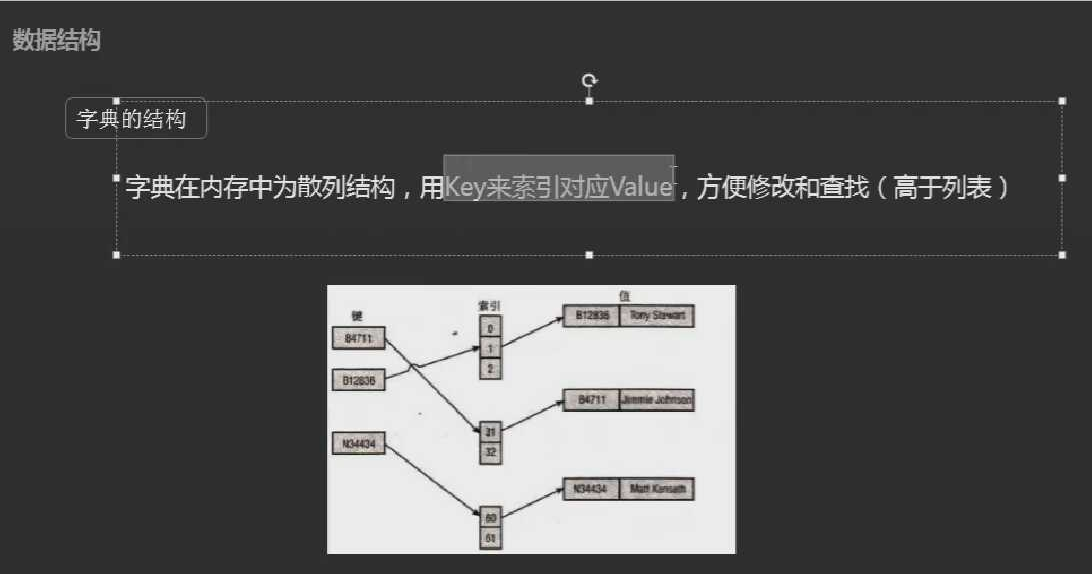 数据结构
字典的结构
字典在内存中为散列结构，用Key来索引对应Value，方便修改和查找（高于列表）
键
索引
值
B4711
B12836
N34434
0
1
2
31
32
60
61
B12836 Tony Stewart
B4711 Jimmie Johnson
N34434 Matt Kenseth